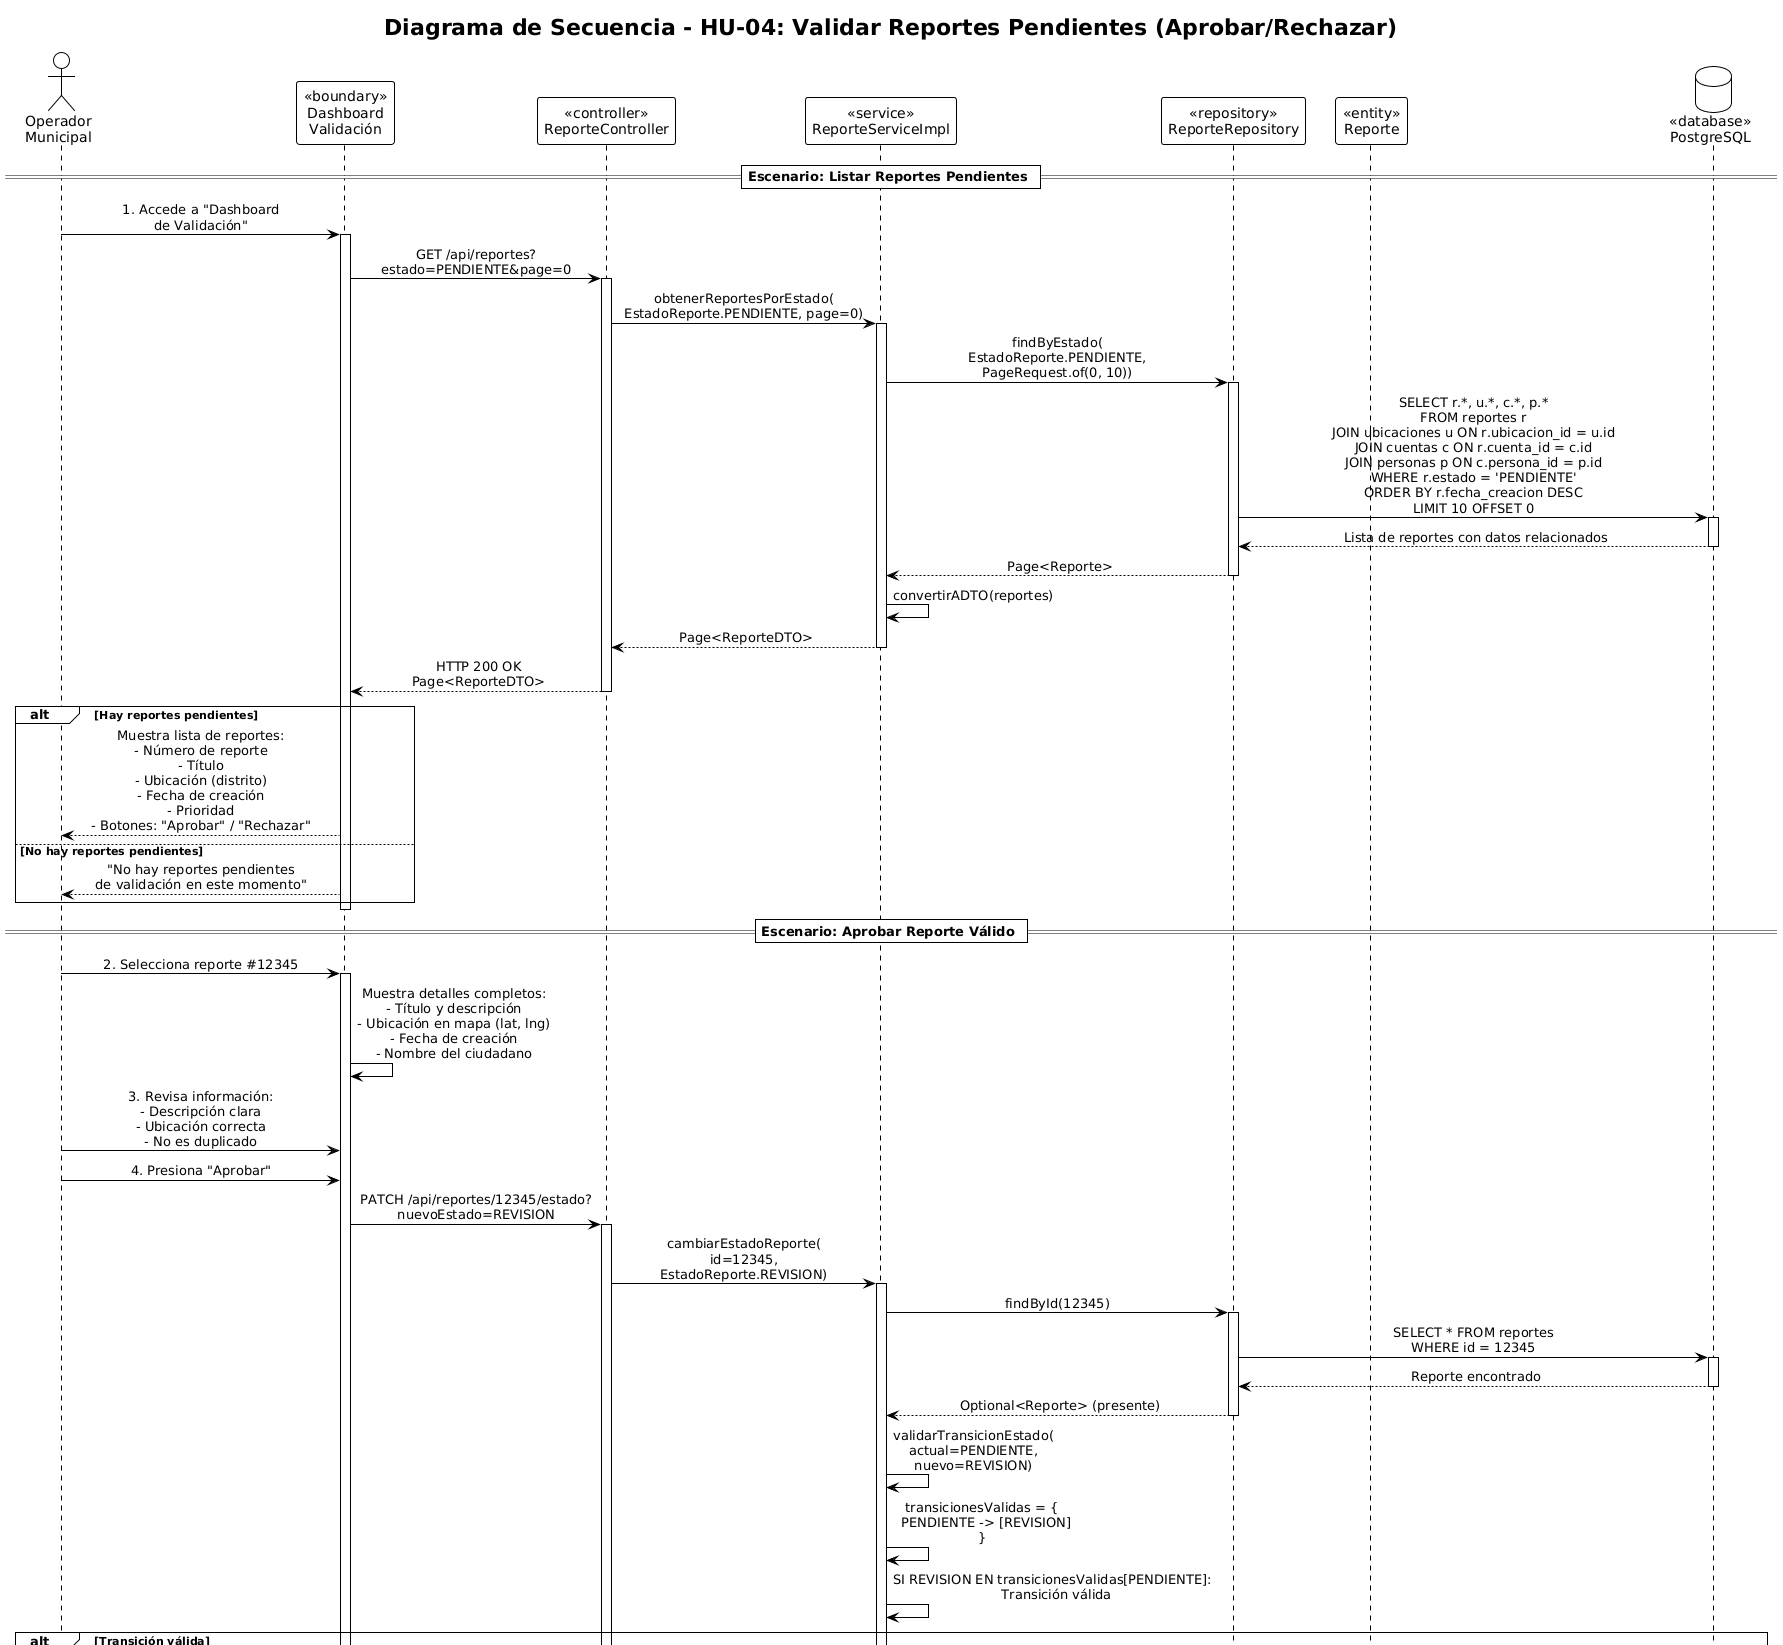 Diagrama de Secuencia - HU-04: Validar Reportes Pendientes (Aprobar/Rechazar)
Operador
Municipal
«boundary»
Dashboard
Validación
«controller»
ReporteController
«service»
ReporteServiceImpl
«repository»
ReporteRepository
«entity»
Reporte
«database»
PostgreSQL
Escenario: Listar Reportes Pendientes
1. Accede a "Dashboard
de Validación"
GET /api/reportes?
estado=PENDIENTE&page=0
obtenerReportesPorEstado(
EstadoReporte.PENDIENTE, page=0)
findByEstado(
EstadoReporte.PENDIENTE,
PageRequest.of(0, 10))
SELECT r.*, u.*, c.*, p.*
FROM reportes r
JOIN ubicaciones u ON r.ubicacion_id = u.id
JOIN cuentas c ON r.cuenta_id = c.id
JOIN personas p ON c.persona_id = p.id
WHERE r.estado = 'PENDIENTE'
ORDER BY r.fecha_creacion DESC
LIMIT 10 OFFSET 0
Lista de reportes con datos relacionados
Page<Reporte>
convertirADTO(reportes)
Page<ReporteDTO>
HTTP 200 OK
Page<ReporteDTO>
alt [Hay reportes pendientes]
Muestra lista de reportes:
- Número de reporte
- Título
- Ubicación (distrito)
- Fecha de creación
- Prioridad
- Botones: "Aprobar" / "Rechazar"
[No hay reportes pendientes]
"No hay reportes pendientes
de validación en este momento"
Escenario: Aprobar Reporte Válido
2. Selecciona reporte #12345
Muestra detalles completos:
- Título y descripción
- Ubicación en mapa (lat, lng)
- Fecha de creación
- Nombre del ciudadano
3. Revisa información:
- Descripción clara
- Ubicación correcta
- No es duplicado
4. Presiona "Aprobar"
PATCH /api/reportes/12345/estado?
nuevoEstado=REVISION
cambiarEstadoReporte(
id=12345,
EstadoReporte.REVISION)
findById(12345)
SELECT * FROM reportes
WHERE id = 12345
Reporte encontrado
Optional<Reporte> (presente)
validarTransicionEstado(
actual=PENDIENTE,
nuevo=REVISION)
transicionesValidas = {
PENDIENTE -> [REVISION]
}
SI REVISION EN transicionesValidas[PENDIENTE]:
Transición válida
alt [Transición válida]